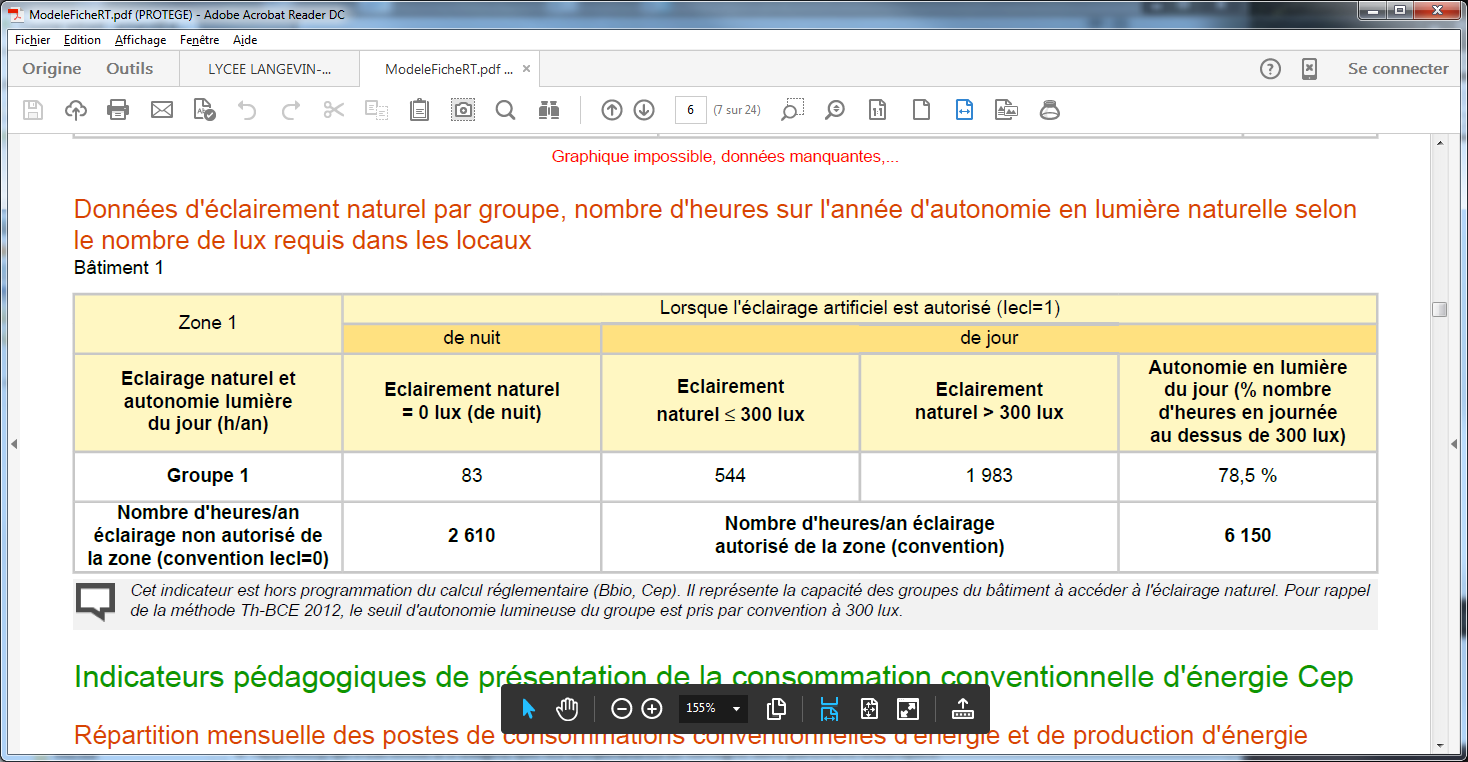 ModeleFicheRT.pdf (PROTEGE) - Adobe Acrobat Reader DC
Fichier Edition Affichage Fenêtre Aide
Origine Outils LYCEE LANGEVIN-... ModeleFicheRT.pdf ... × Se connecter
6 (7 sur 24)
Graphique impossible, données manquantes,...
Données d'éclairement naturel par groupe, nombre d'heures sur l'année d'autonomie en lumière naturelle selon
le nombre de lux requis dans les locaux
Bâtiment 1
Zone 1
Lorsque l'éclairage artificiel est autorisé (Iecl=1)
de nuit
de jour
Eclairage naturel et
autonomie lumière
du jour (h/an)
Eclairement naturel
= 0 lux (de nuit)
Eclairement
naturel ≤ 300 lux
Eclairement
naturel > 300 lux
Autonomie en lumière
du jour (% nombre
d'heures en journée
au dessus de 300 lux)
Groupe 1
83
544
1 983
78,5 %
Nombre d'heures/an
éclairage non autorisé de
la zone (convention Iecl=0)
2 610
Nombre d'heures/an éclairage
autorisé de la zone (convention)
6 150
Cet indicateur est hors programmation du calcul réglementaire (Bbio, Cep). Il représente la capacité des groupes du bâtiment à accéder à l'éclairage naturel. Pour rappel
de la méthode Th-BCE 2012, le seuil d'autonomie lumineuse du groupe est pris par convention à 300 lux.
Indicateurs pédagogiques de présentation de la consommation conventionnelle d'énergie Cep
155%
Répartition mensuelle des postes de consommations conventionnelles d'énergie et de production d'énergie